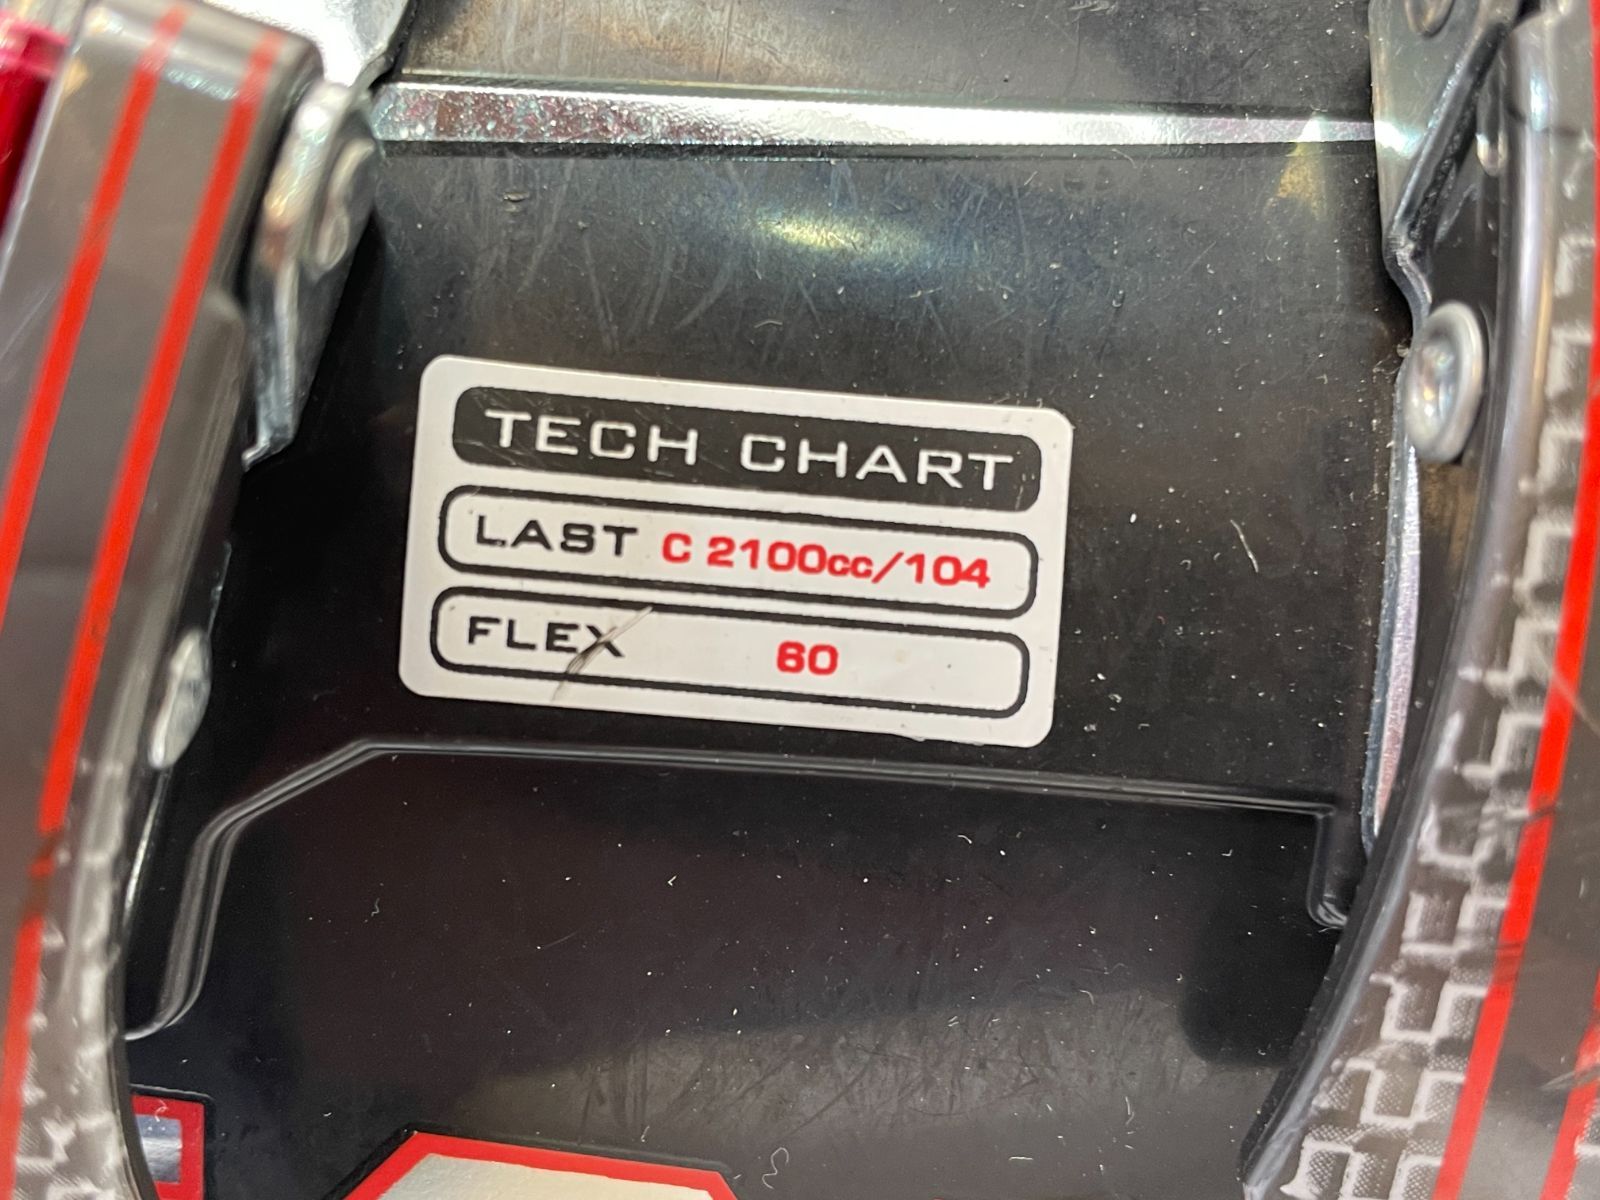 TECH CHART
LAST C 2100cc/104
FLEX 60